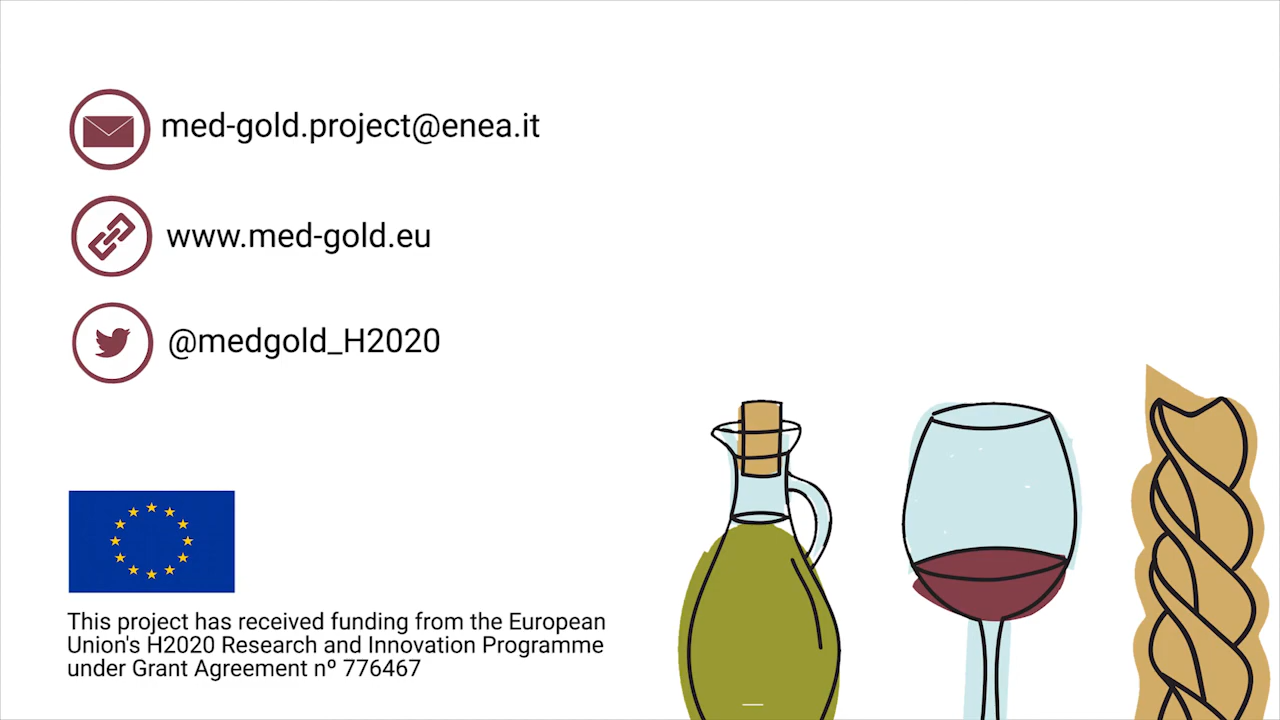 med-gold.project@enea.it
www.med-gold.eu
@medgold_H2020
This project has received funding from the European
Union's H2020 Research and Innovation Programme
under Grant Agreement nº 776467